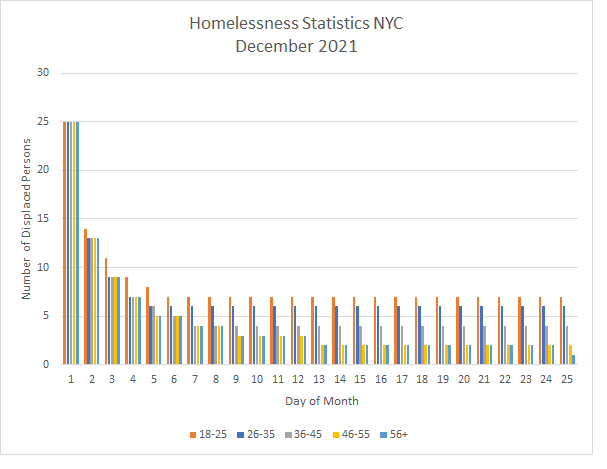 Homelessness Statistics NYC
December 2021
30
25
20
15
10
5
0
Number of Displaced Persons
1 2 3 4 5 6 7 8 9 10 11 12 13 14 15 16 17 18 19 20 21 22 23 24 25
Day of Month
18-25 26-35 36-45 46-55 56+